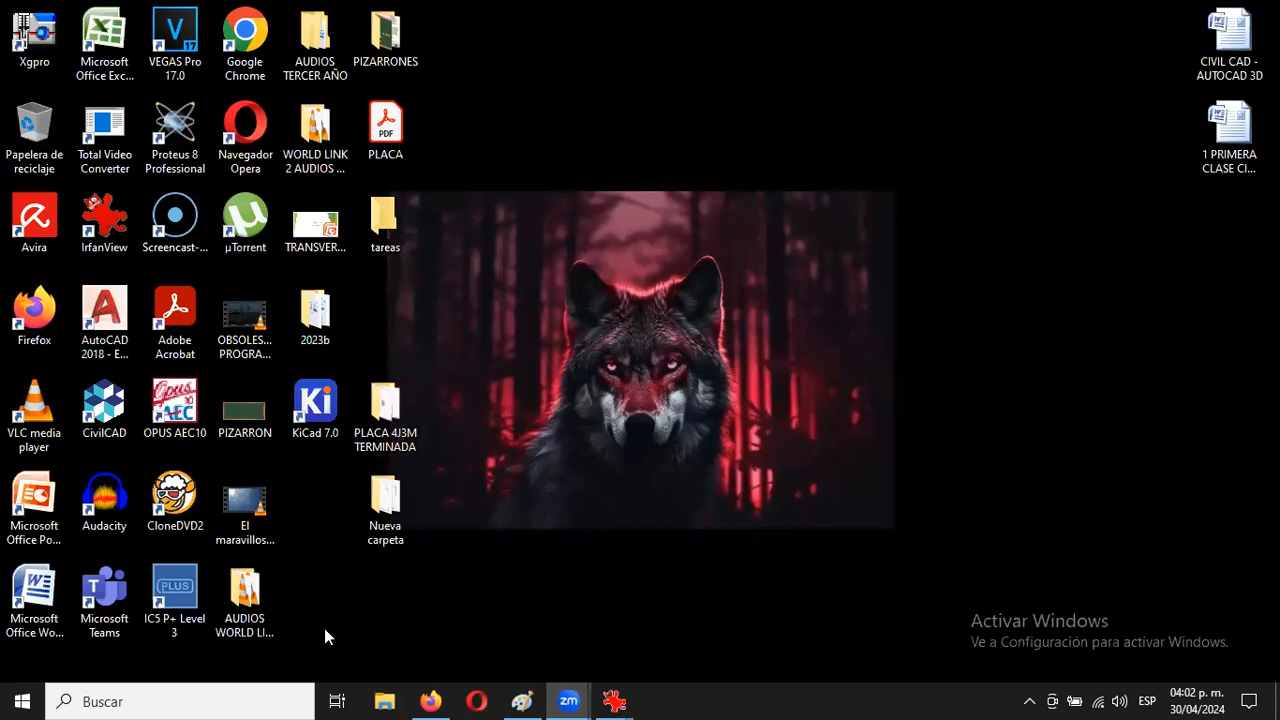 Xgpro
Microsoft
Office Exc...
VEGAS Pro
17.0
Google
Chrome
AUDIOS
TERCER AÑO
PIZARRONES
CIVIL CAD -
AUTOCAD 3D
Papelera de
reciclaje
Total Video
Converter
Proteus 8
Professional
Navegador
Opera
WORLD LINK
2 AUDIOS ...
PDF
PLACA
1 PRIMERA
CLASE CI...
Avira
IrfanView
Screencast-...
µTorrent
TRANSVER...
tareas
Firefox
AutoCAD
2018 - E...
Adobe
Acrobat
OBSOLES...
PROGRA...
2023b
VLC media
player
CivilCAD
OPUS AEC10
PIZARRON
KiCad 7.0
PLACA 4J3M
TERMINADA
Microsoft
Office Po...
Audacity
CloneDVD2
El
maravillos...
Nueva
carpeta
Microsoft
Office Wo...
Microsoft
Teams
PLUS
IC5 P+ Level
3
AUDIOS
WORLD LI...
Activar Windows
Ve a Configuración para activar Windows.
Buscar
zm
ESP
04:02 p. m.
30/04/2024